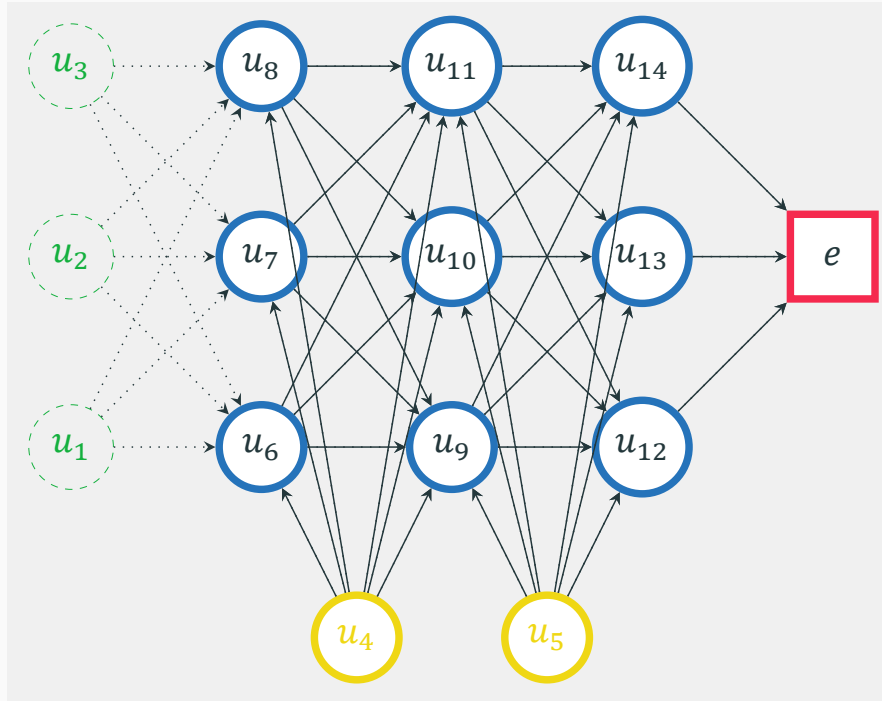 u₃ u₈ u₁₁ u₁₄
u₂ u₇ u₁₀ u₁₃ e
u₁ u₆ u₉ u₁₂
u₄ u₅